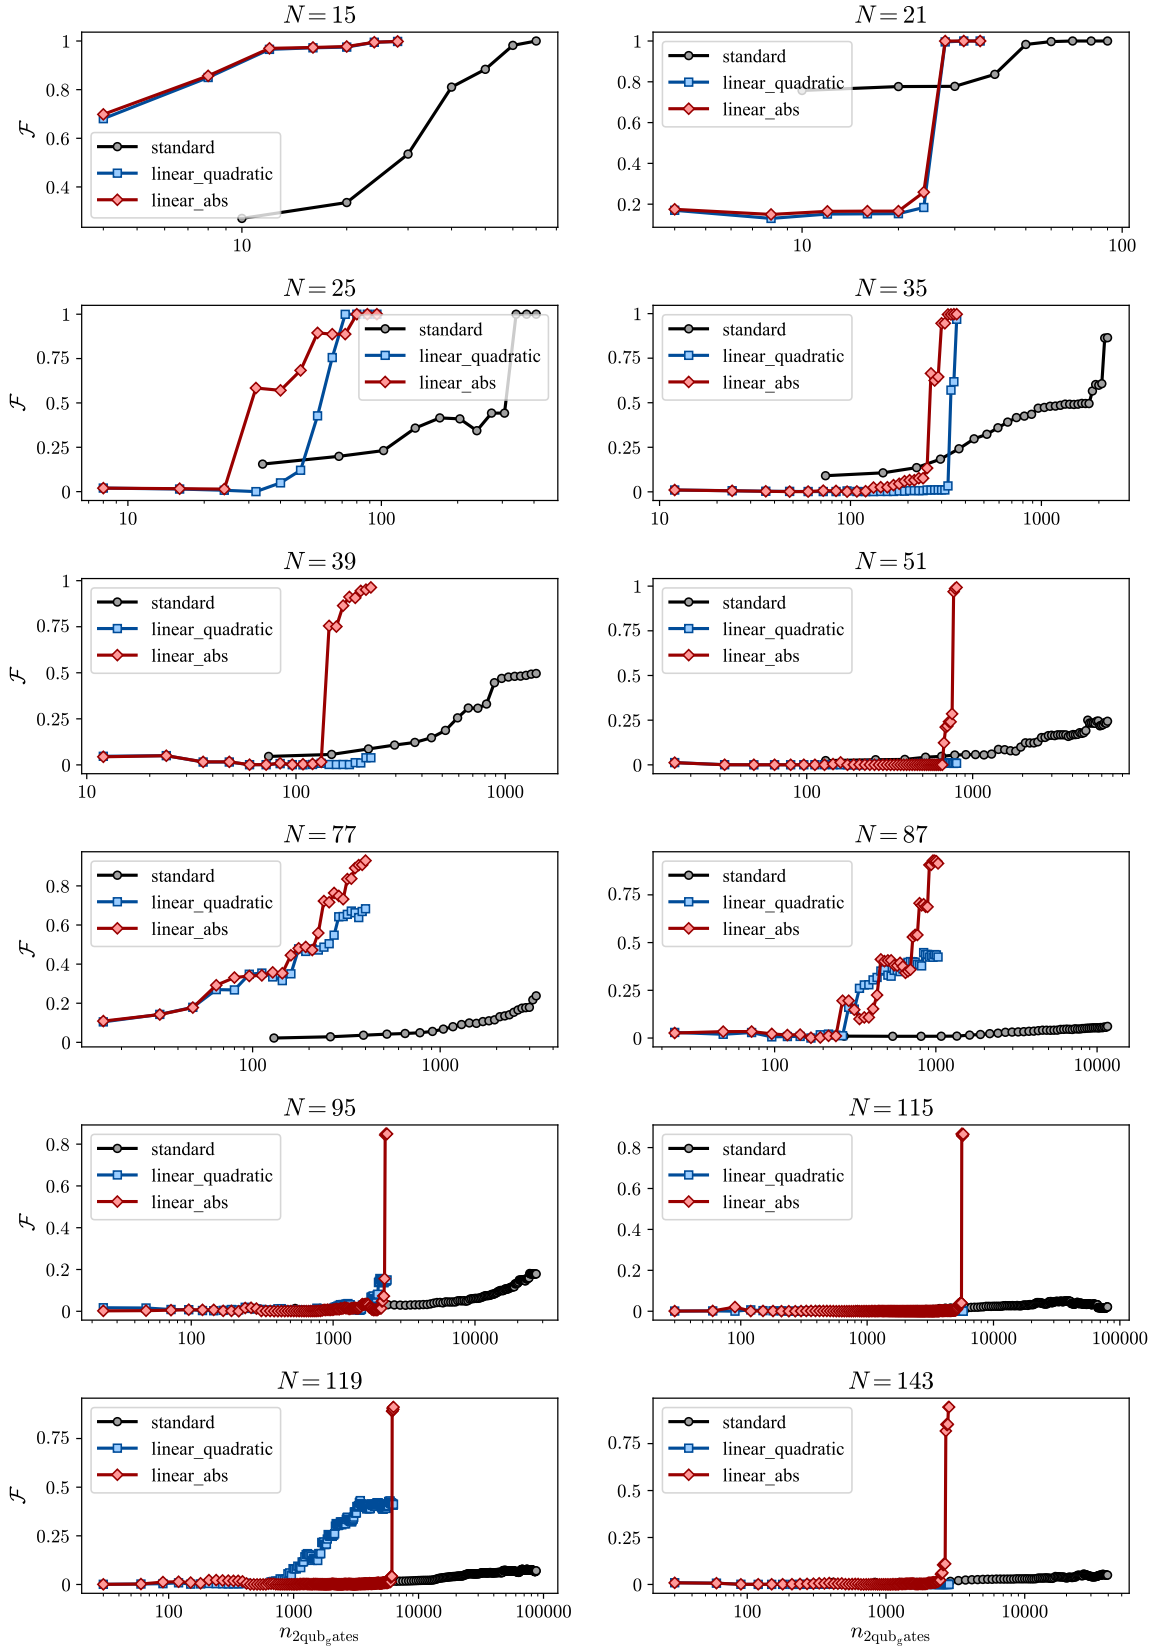 N = 15
N = 21
1
0.8
0.6
0.4
F
standard
linear_quadratic
linear_abs
10
1
0.8
0.6
0.4
0.2
standard
linear_quadratic
linear_abs
10
100
N = 25
N = 35
1
0.75
0.5
0.25
0
F
standard
linear_quadratic
linear_abs
10
100
1
0.75
0.5
0.25
0
standard
linear_quadratic
linear_abs
10
100
1000
N = 39
N = 51
1
0.75
0.5
0.25
0
F
standard
linear_quadratic
linear_abs
10
100
1000
1
0.75
0.5
0.25
0
standard
linear_quadratic
linear_abs
100
1000
N = 77
N = 87
0.8
0.6
0.4
0.2
0
F
standard
linear_quadratic
linear_abs
100
1000
0.75
0.5
0.25
0
standard
linear_quadratic
linear_abs
100
1000
10000
N = 95
N = 115
0.8
0.6
0.4
0.2
0
F
standard
linear_quadratic
linear_abs
100
1000
10000
0.8
0.6
0.4
0.2
0
standard
linear_quadratic
linear_abs
100
1000
10000
100000
N = 119
N = 143
0.75
0.5
0.25
0
F
standard
linear_quadratic
linear_abs
100
1000
10000
100000
n2qubgates
0.75
0.5
0.25
0
standard
linear_quadratic
linear_abs
100
1000
10000
n2qubgates